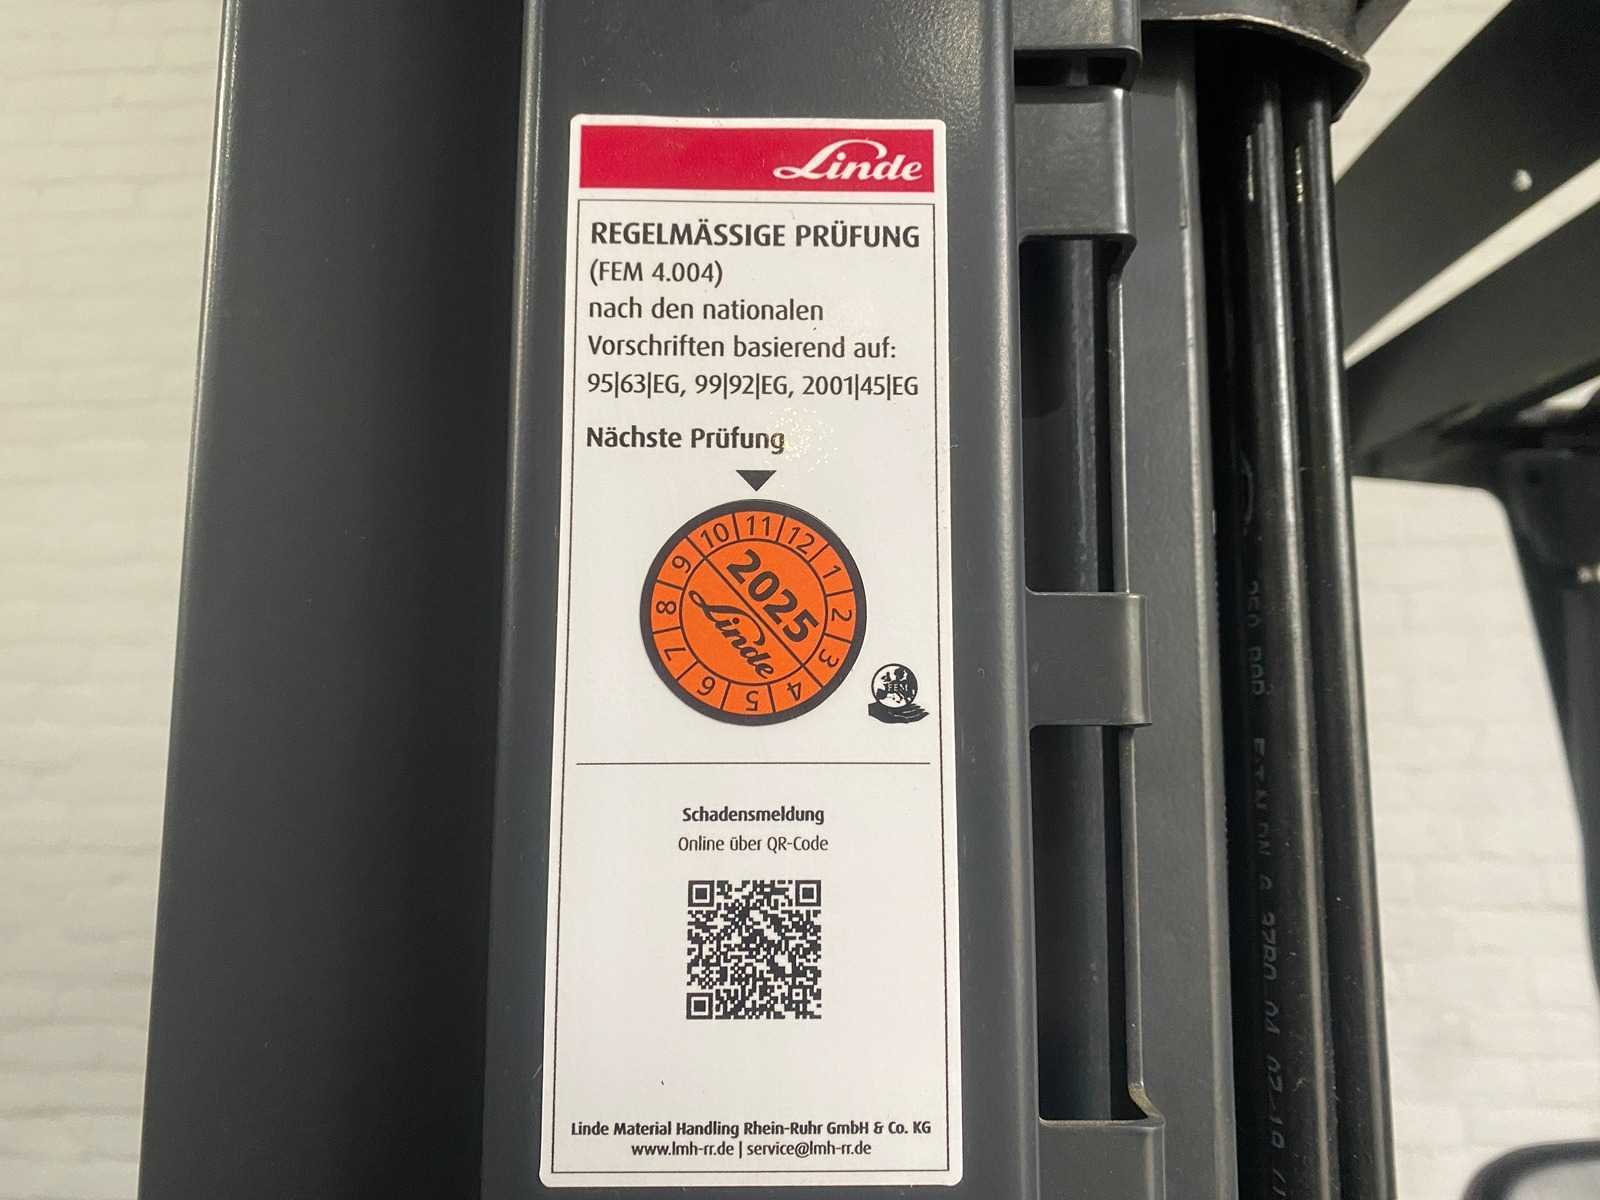 Linde
REGELMÄSSIGE PRÜFUNG
(FEM 4.004)
nach den nationalen
Vorschriften basierend auf:
95|63|EG, 99|92|EG, 2001|45|EG
Nächste Prüfung
10 11 12 1 2 3 4 5 6 7 8 9
2025
Linde
FEM
Schadensmeldung
Online über QR-Code
Linde Material Handling Rhein-Ruhr GmbH & Co. KG
www.lmh-rr.de | service@lmh-rr.de